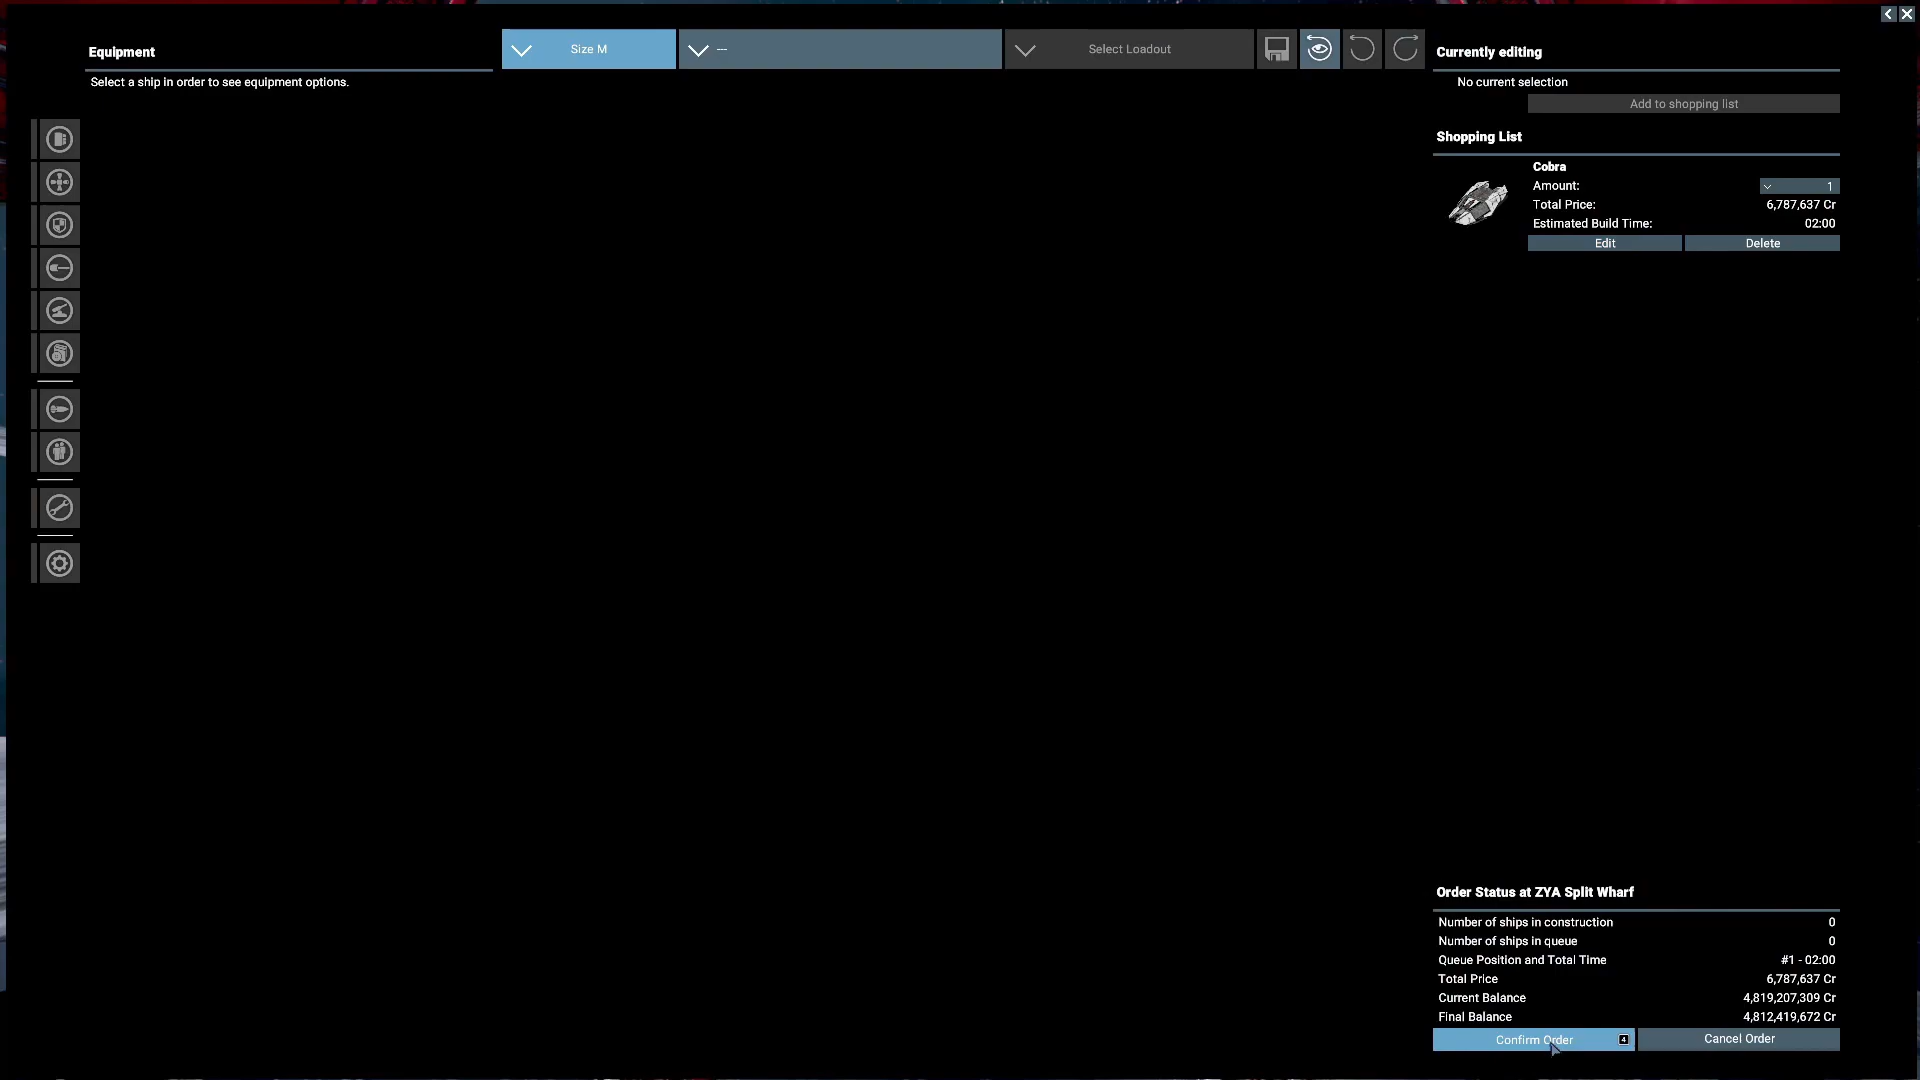 Equipment
Select a ship in order to see equipment options.
Size M
---
Select Loadout
Currently editing
No current selection
Add to shopping list
Shopping List
Cobra
Amount: 1
Total Price: 6,787,637 Cr
Estimated Build Time: 02:00
Edit Delete
Order Status at ZYA Split Wharf
Number of ships in construction 0
Number of ships in queue 0
Queue Position and Total Time #1 - 02:00
Total Price 6,787,637 Cr
Current Balance 4,819,207,309 Cr
Final Balance 4,812,419,672 Cr
Confirm Order 4 Cancel Order